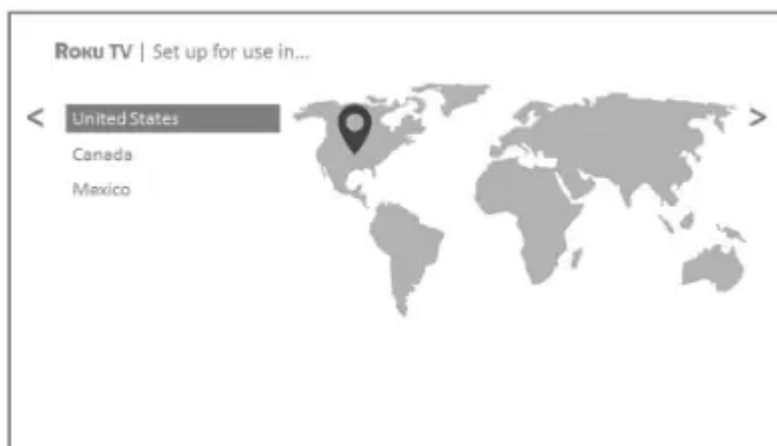 Roku TV | Set up for use in...
< United States >
Canada
Mexico